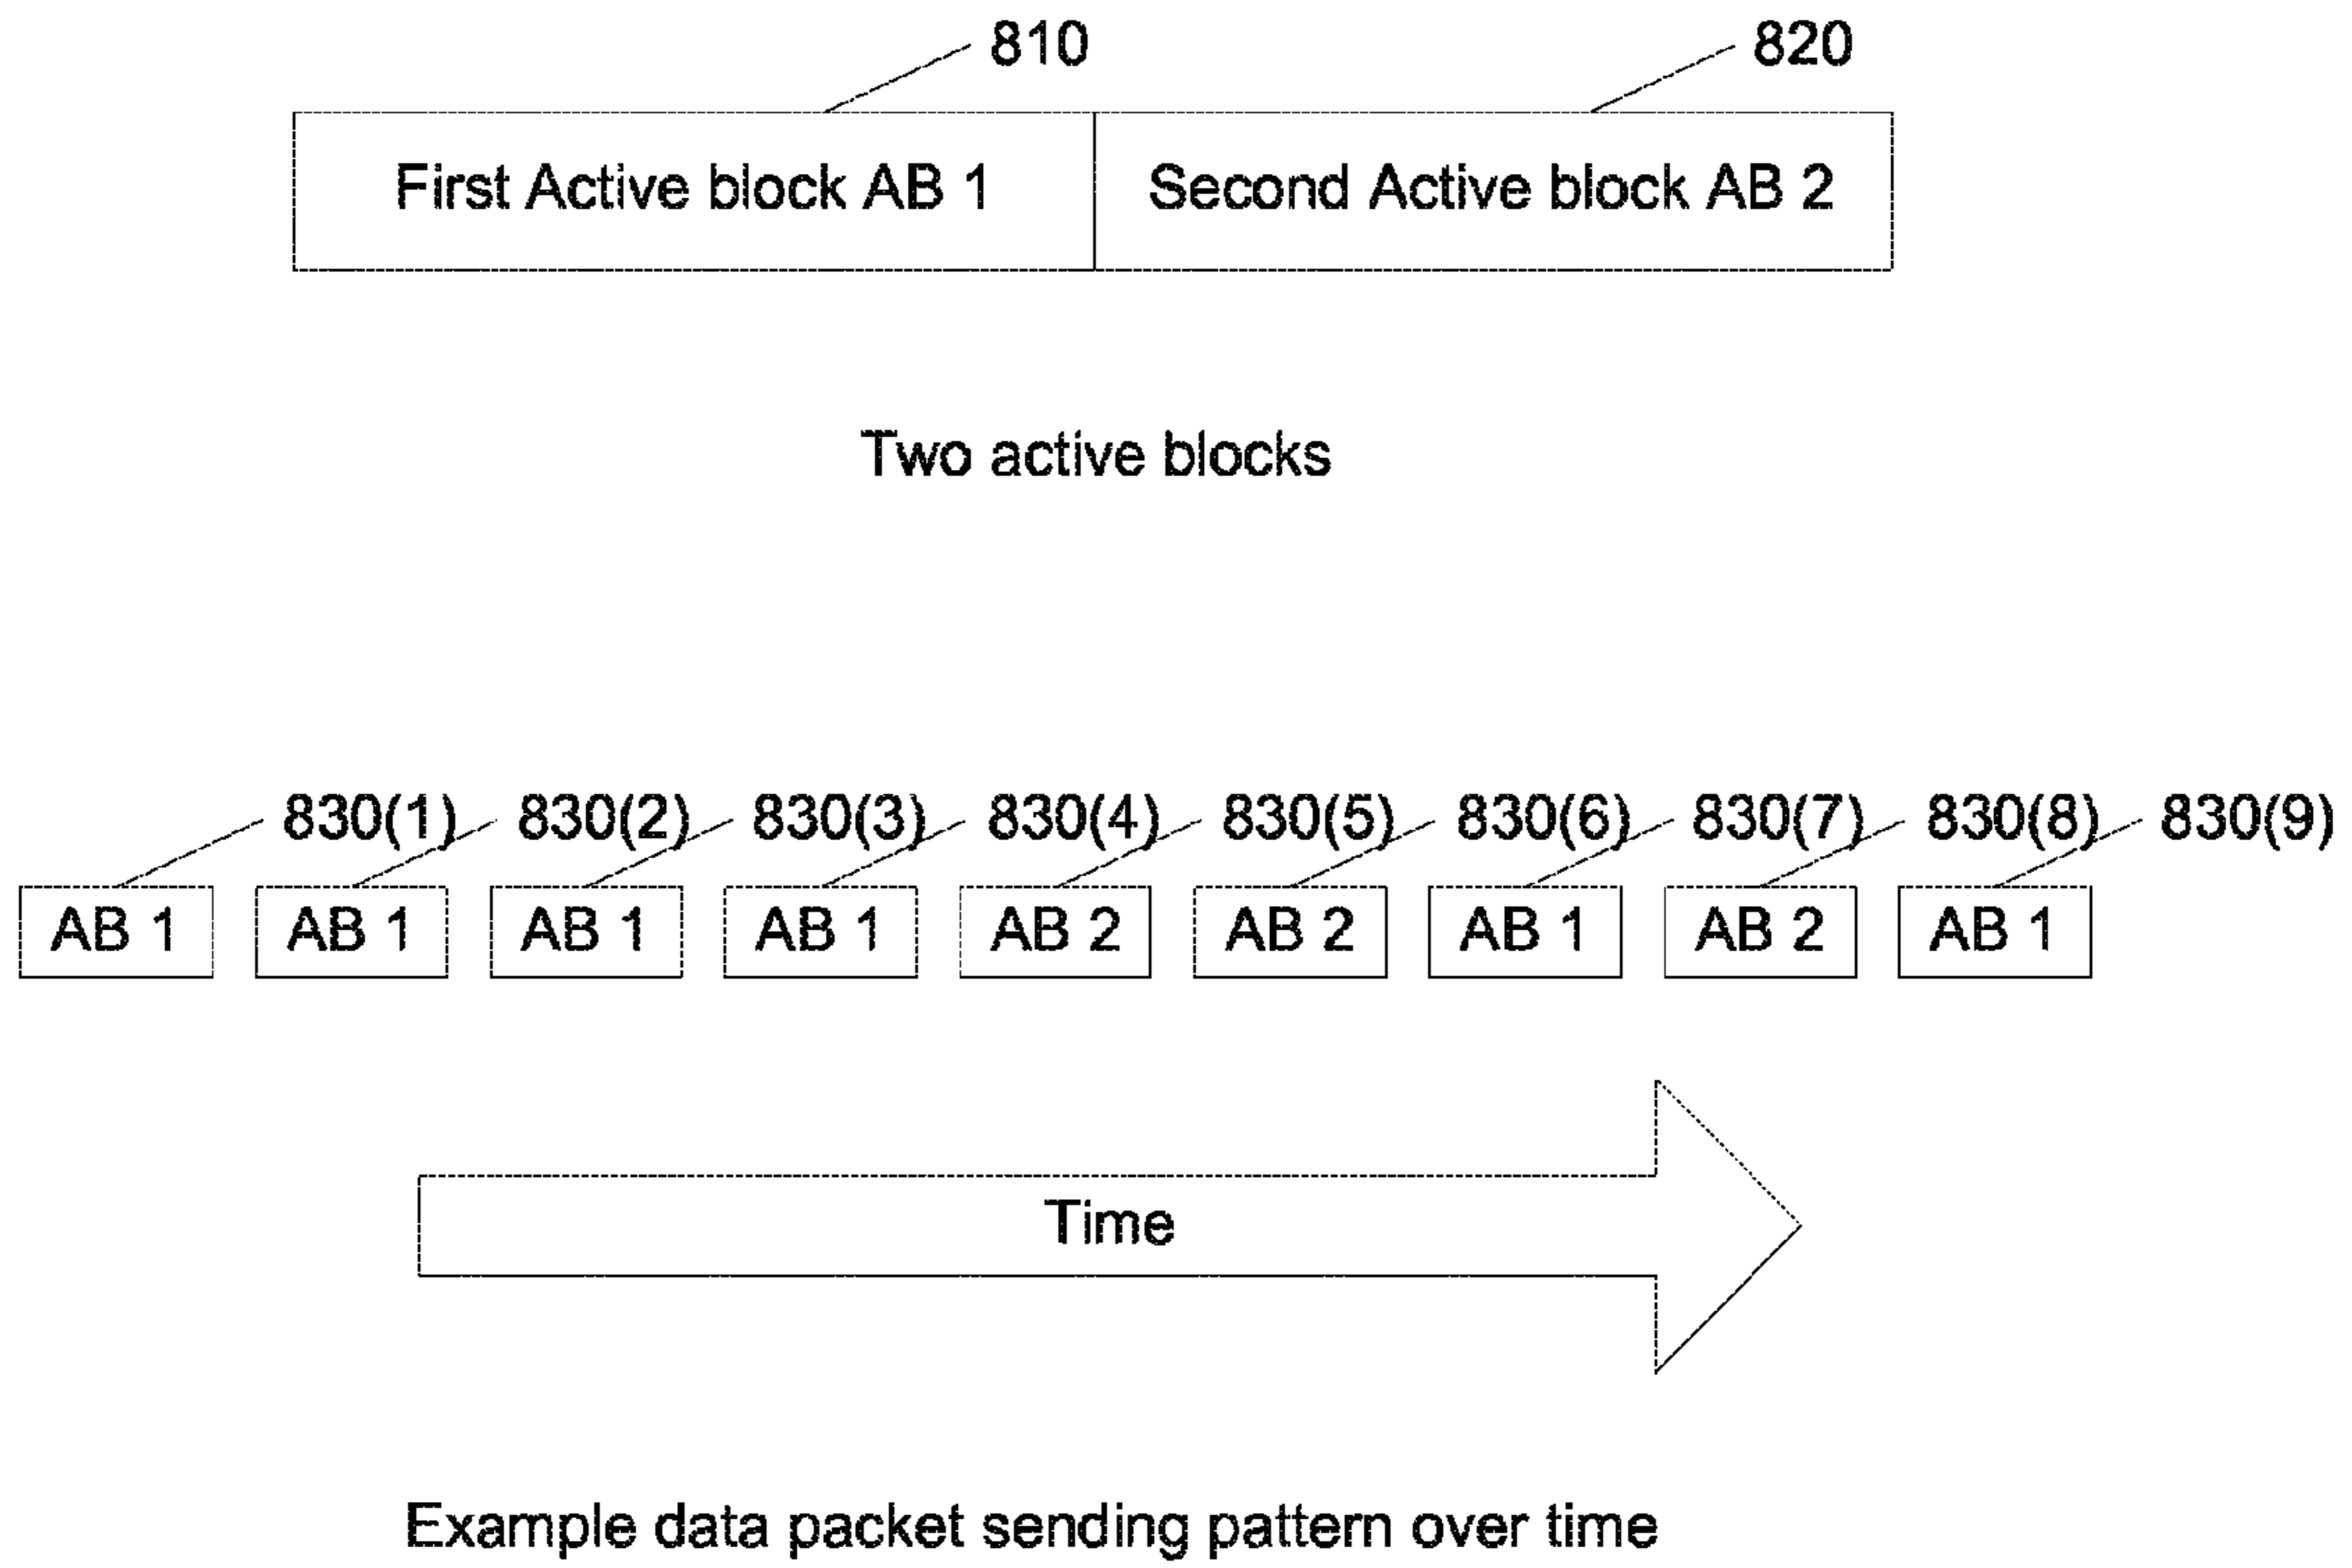 810 820
First Active block AB 1 Second Active block AB 2
Two active blocks
830(1) 830(2) 830(3) 830(4) 830(5) 830(6) 830(7) 830(8) 830(9)
AB 1 AB 1 AB 1 AB 1 AB 2 AB 2 AB 1 AB 2 AB 1
Time
Example data packet sending pattern over time